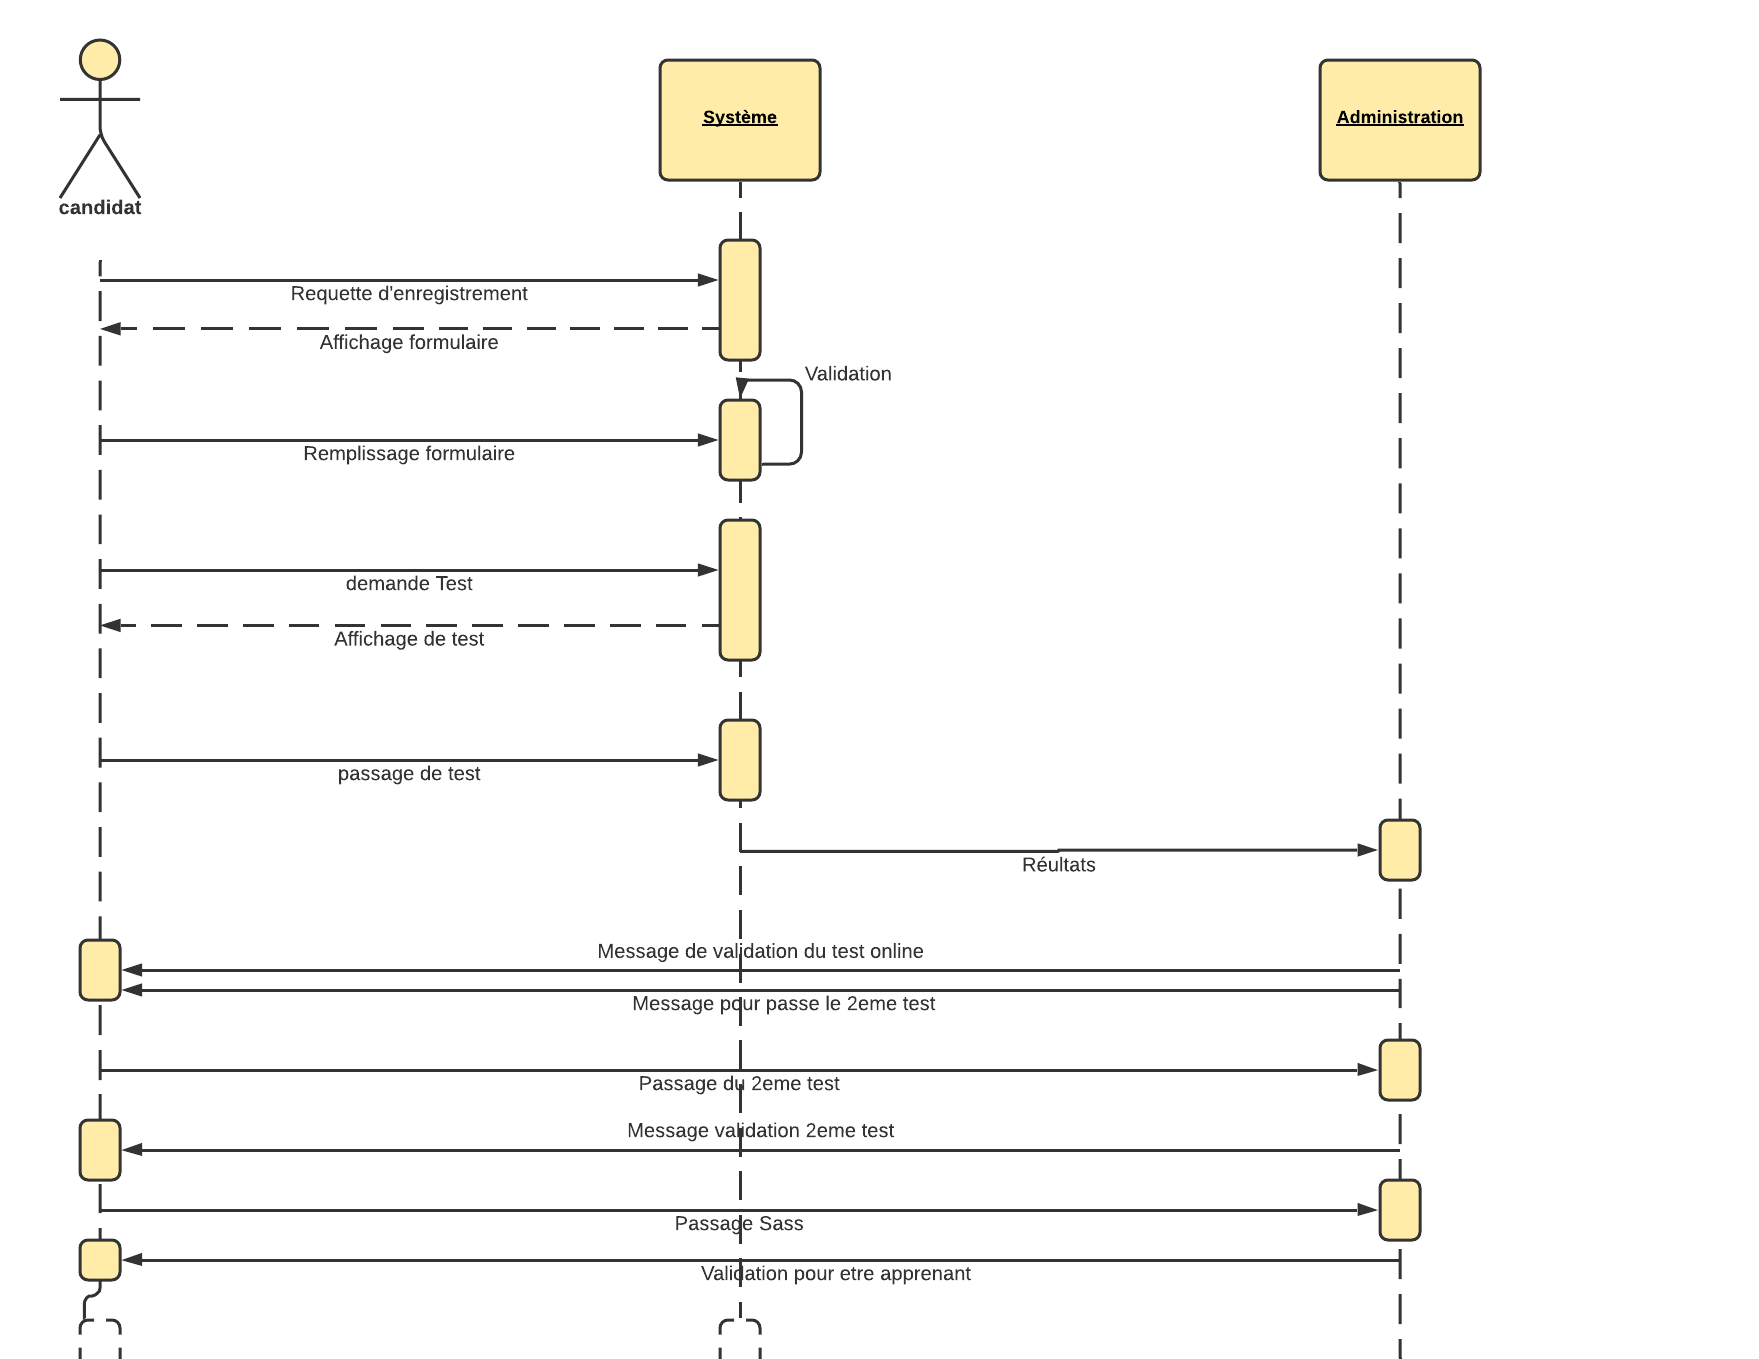 Système
Administration
candidat
Requette d'enregistrement
Affichage formulaire
Validation
Remplissage formulaire
demande Test
Affichage de test
passage de test
Réultats
Message de validation du test online
Message pour passe le 2eme test
Passage du 2eme test
Message validation 2eme test
Passage Sass
Validation pour etre apprenant